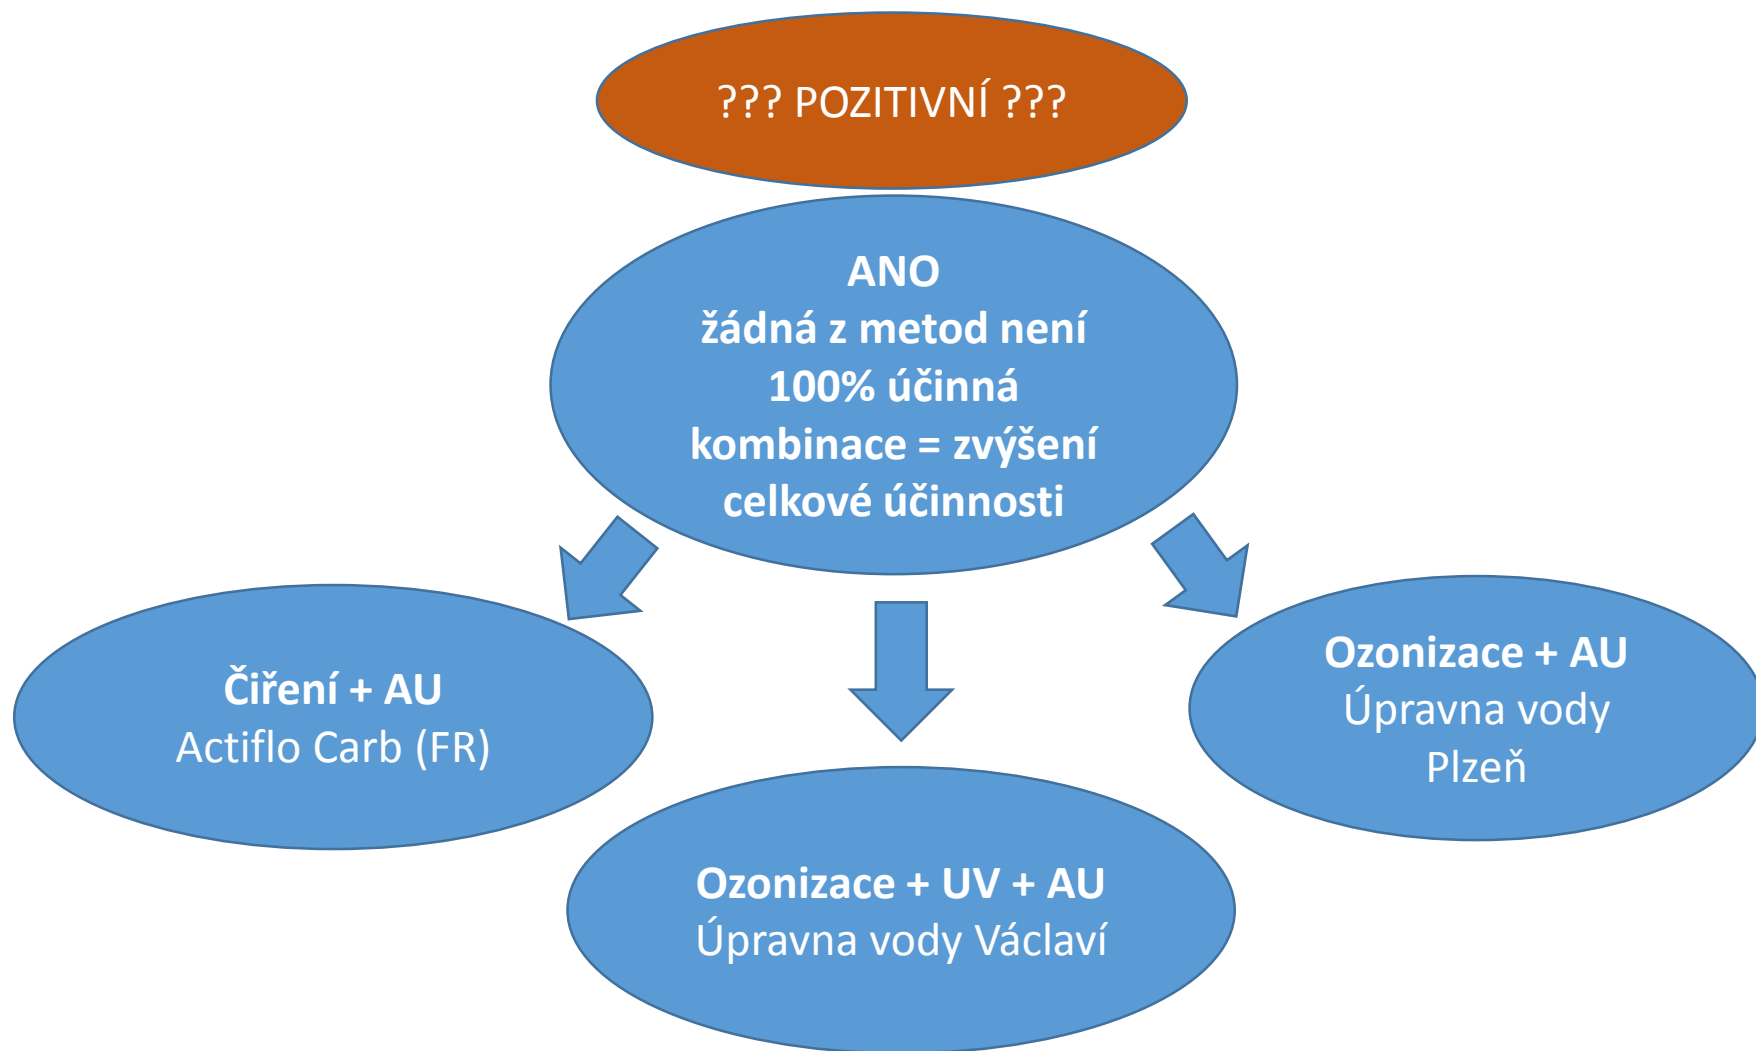 ??? POZITIVNÍ ???
ANO
žádná z metod není
100% účinná
kombinace = zvýšení
celkové účinnosti
Čiření + AU
Actiflo Carb (FR)
Ozonizace + UV + AU
Úpravna vody Václaví
Ozonizace + AU
Úpravna vody
Plzeň